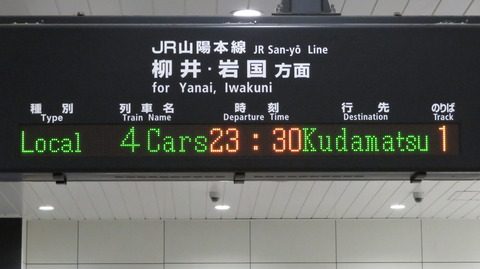 JR山陽本線 JR San-yō Line
柳井・岩国 方面
for Yanai, Iwakuni
種別 列車名 時刻 行先 のりば
Type Train Name Departure Time Destination Track
Local 4 Cars 23:30 Kudamatsu 1